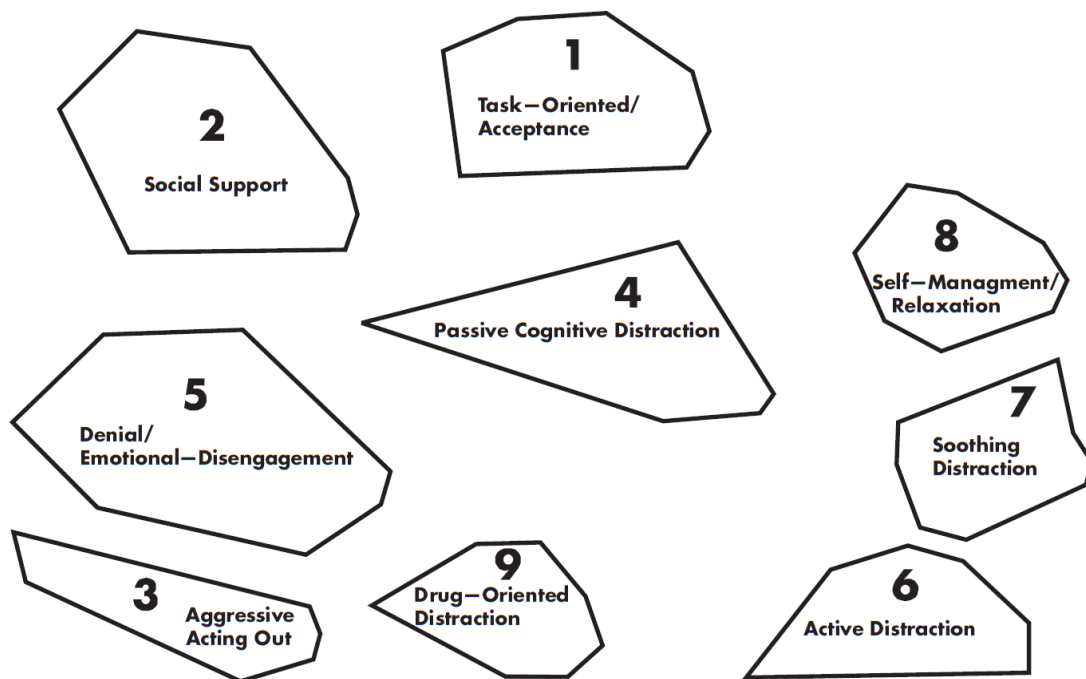 1
Task–Oriented/
Acceptance
2
Social Support
8
Self–Managment/
Relaxation
4
Passive Cognitive Distraction
5
Denial/
Emotional–Disengagement
7
Soothing
Distraction
3
Aggressive
Acting Out
9
Drug–Oriented
Distraction
6
Active Distraction